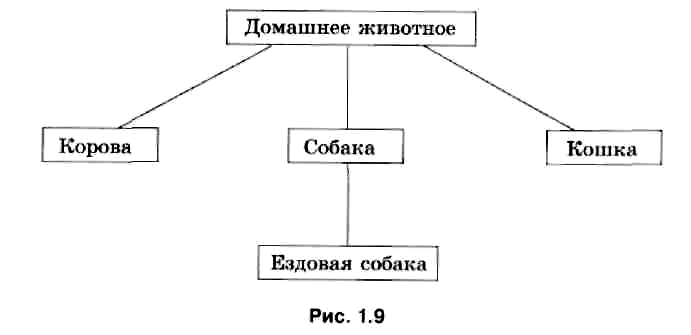 Домашнее животное
Корова
Собака
Кошка
Ездовая собака
Рис. 1.9